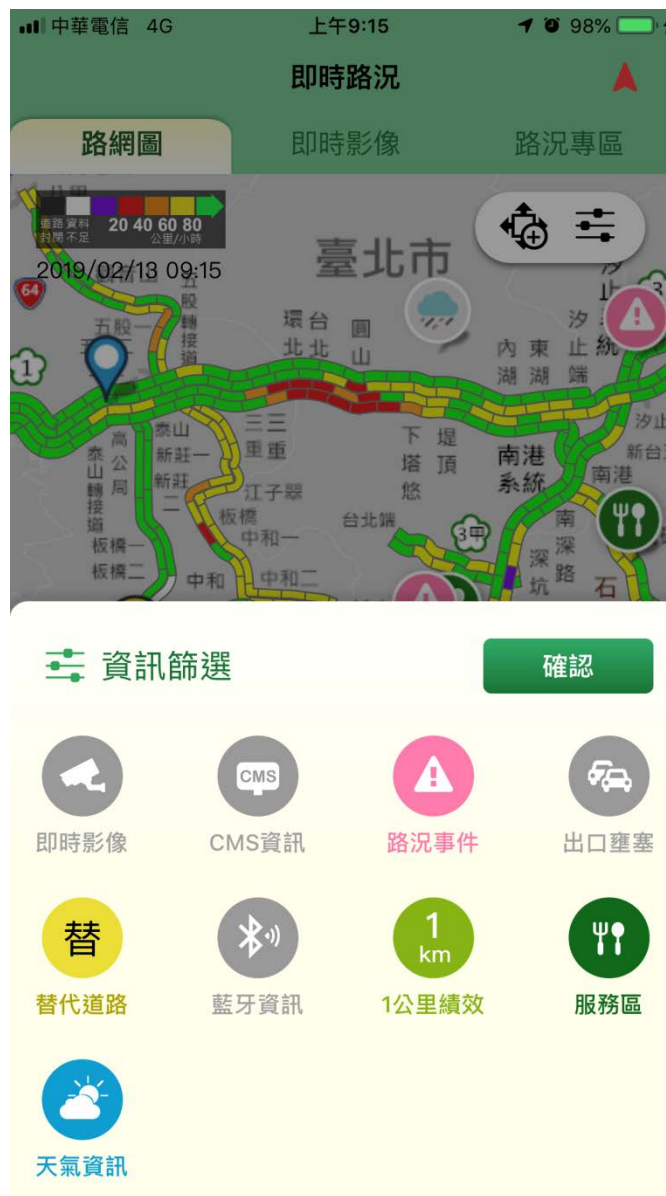 中華電信 4G 上午9:15 98%
即時路況
路網圖 即時影像 路況專區
道路封閉 資料不足 20 40 60 80
公里/小時
2019/02/13 09:15
臺北市
64
1
五股一
五股轉接道
環北
台北
圓山
內湖
東湖
汐止端
汐止系統
高公局
泰山轉接道
泰山
新莊一
新莊二
三重
三重
下塔悠
堤頂
南港系統
南港
江子翠
板橋
中和一
台北端
3甲
南深路
深坑
石
板橋一
板橋二
中和
中和二
資訊篩選 確認
CMS
即時影像 CMS資訊 路況事件 出口壅塞
替 1 km
替代道路 藍牙資訊 1公里績效 服務區
天氣資訊